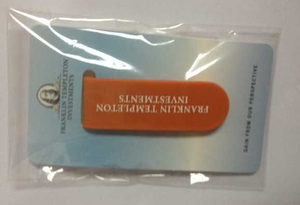 FRANKLIN TEMPLETON
INVESTMENTS
FRANKLIN TEMPLETON
INVESTMENTS
GAIN FROM OUR PERSPECTIVE